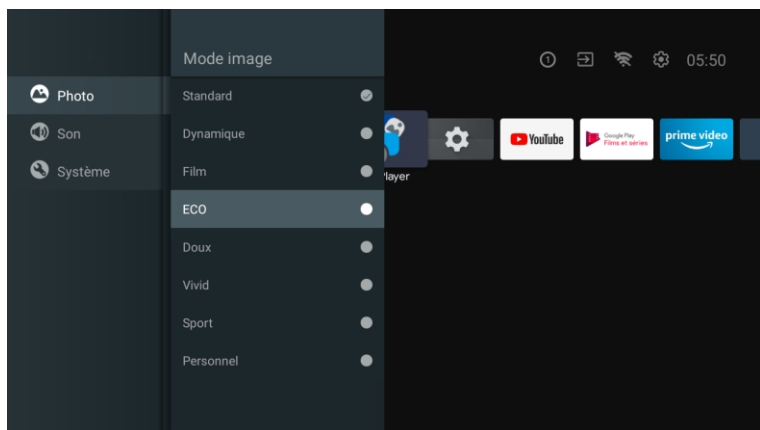 Mode image
1
05:50
Photo
Son
Système
Standard
Dynamique
Film
ECO
Doux
Vivid
Sport
Personnel
Player
YouTube
Google Play
Films et séries
prime video